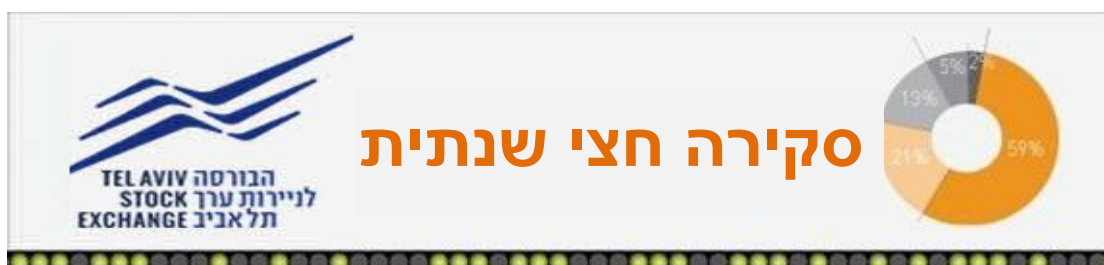 סקירה חצי שנתית
הבורסה TEL AVIV
לניירות ערך STOCK
תל אביב EXCHANGE
5%
2%
13%
21%
59%